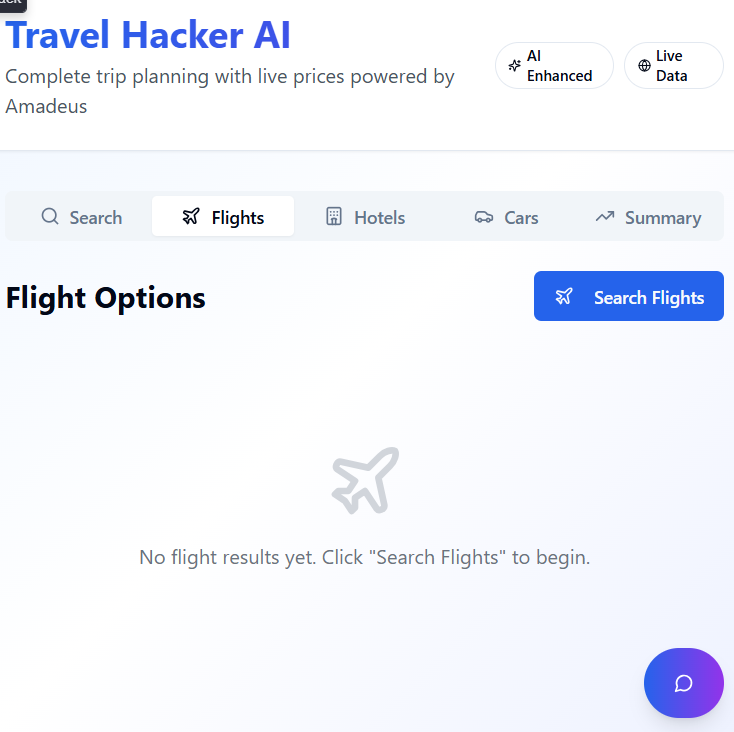 Travel Hacker AI
Complete trip planning with live prices powered by
Amadeus
AI
Enhanced
Live
Data
Search
Flights
Hotels
Cars
Summary
Flight Options
Search Flights
No flight results yet. Click "Search Flights" to begin.